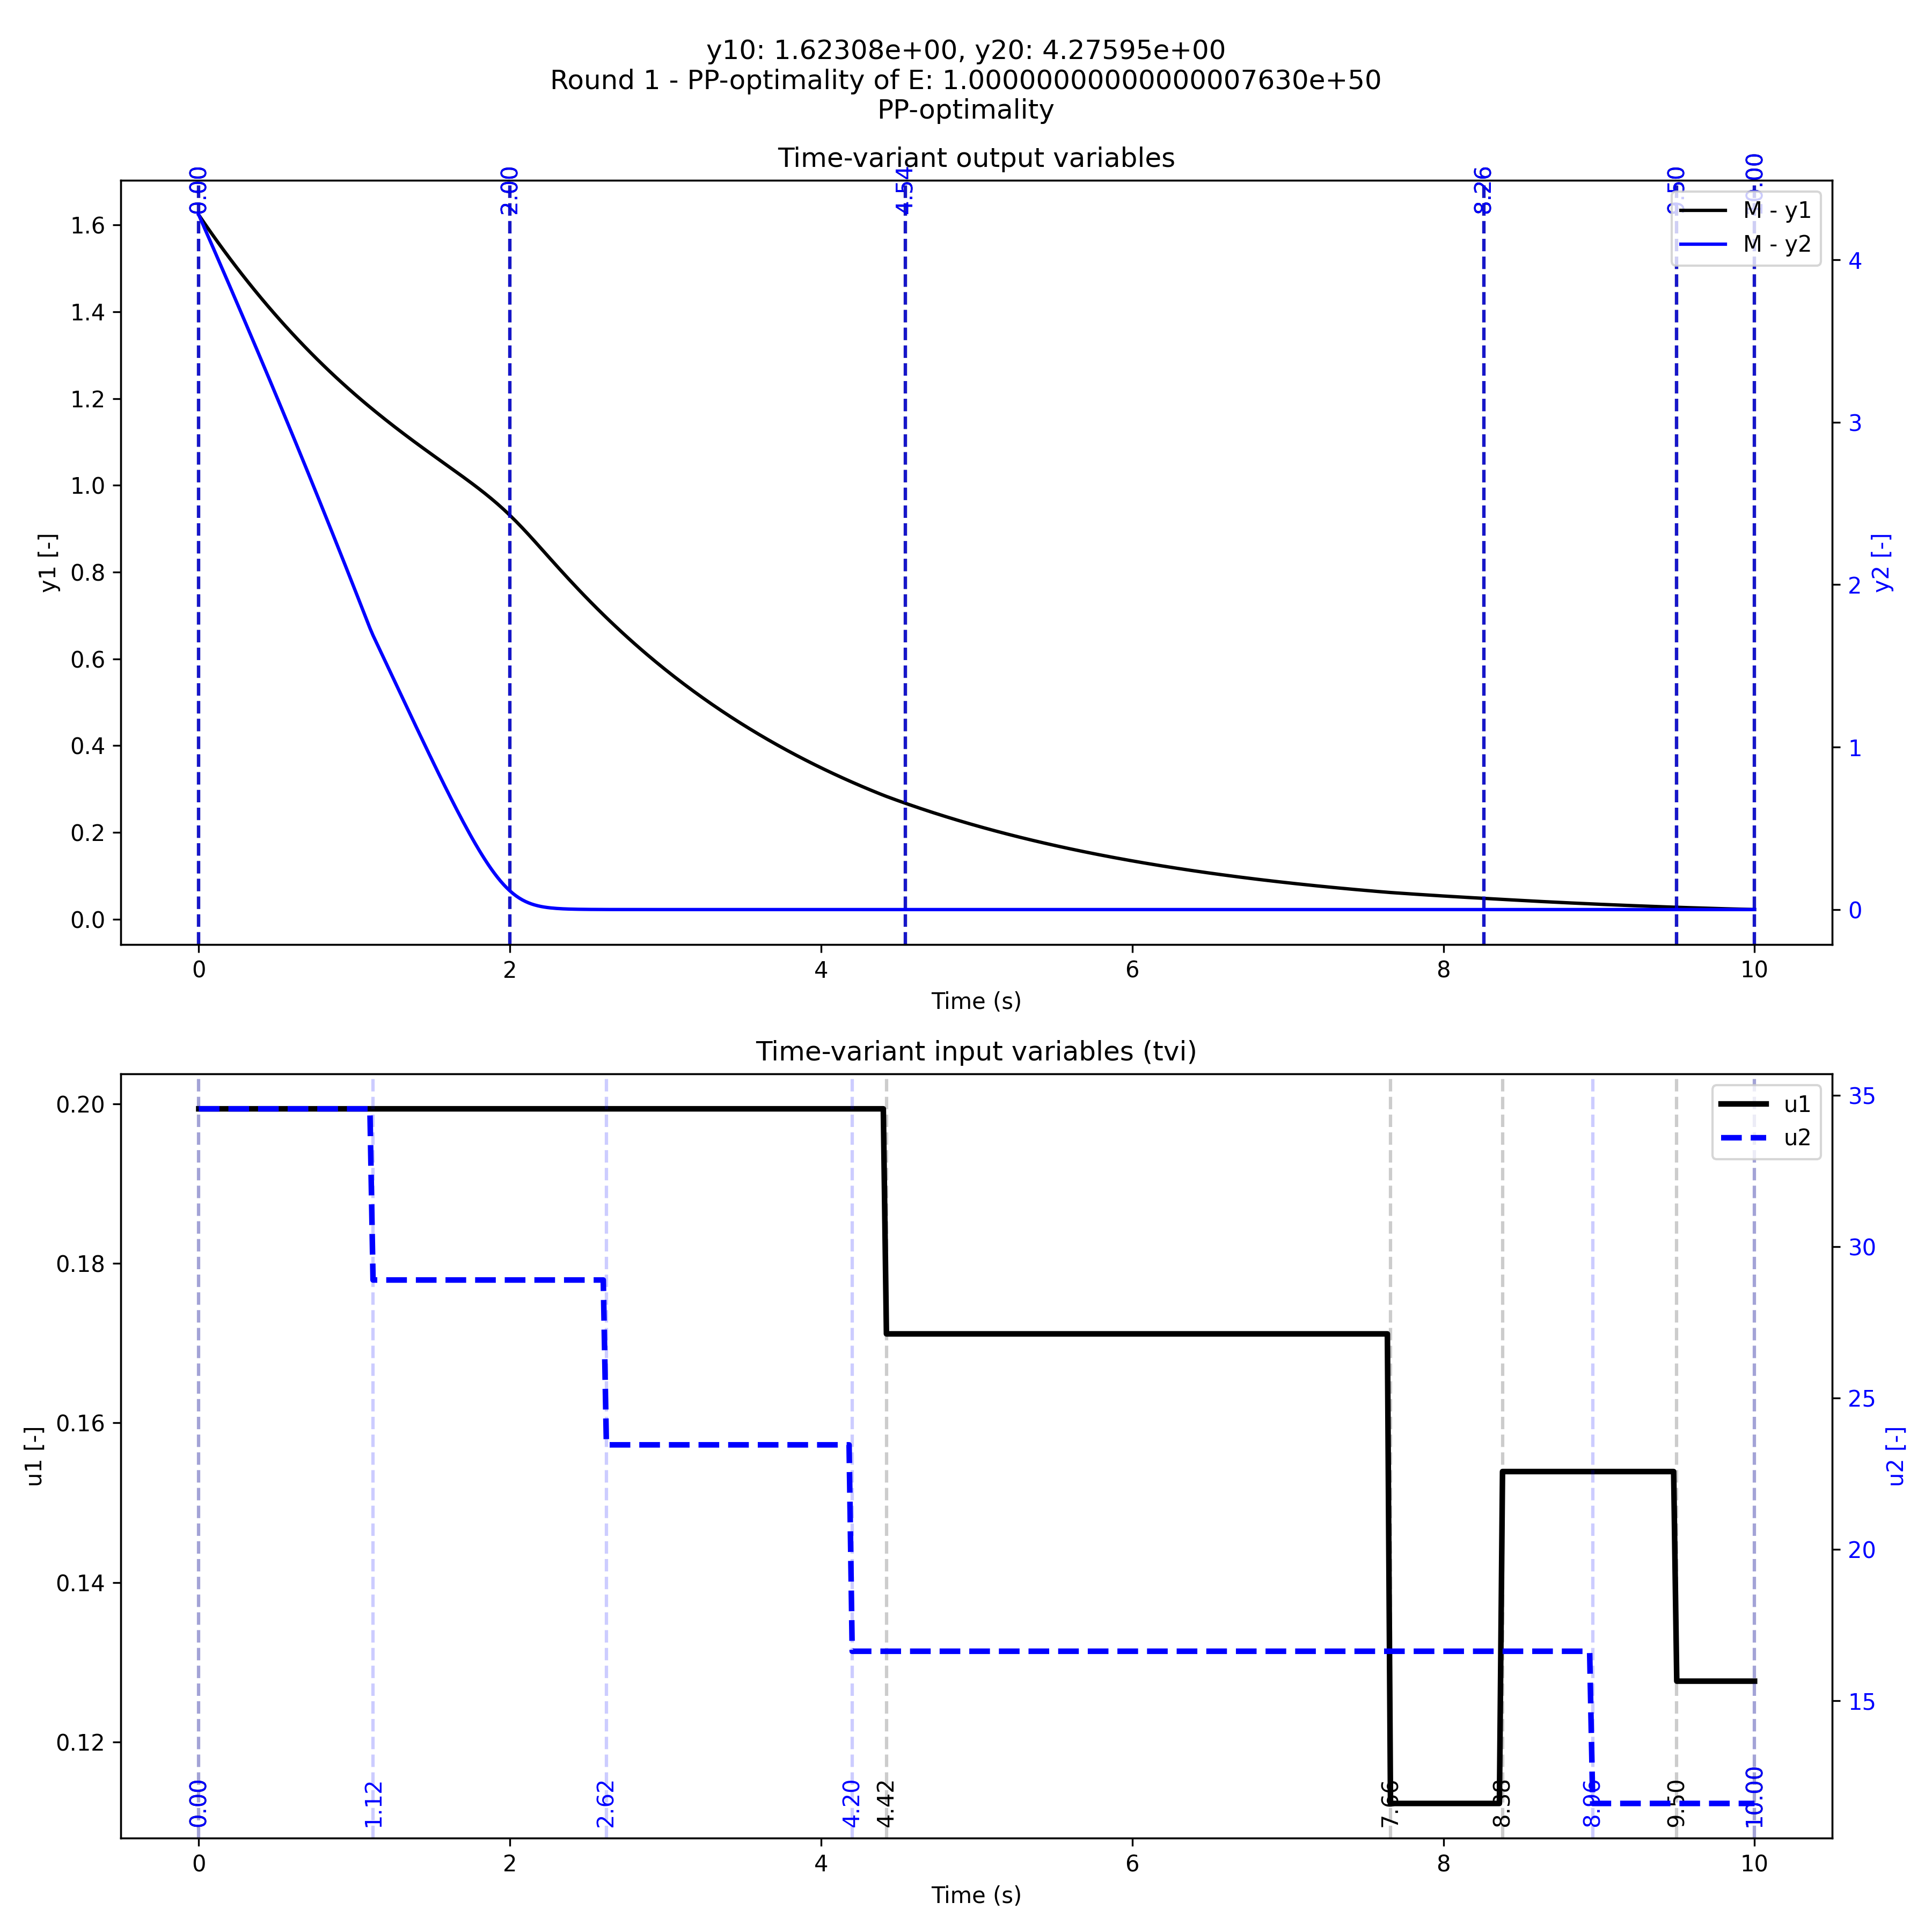 y10: 1.62308e+00, y20: 4.27595e+00
Round 1 - PP-optimality of E: 1.00000000000000007630e+50
PP-optimality
Time-variant output variables
0.00
2.00
4.54
8.26
9.50
10.00
M - y1
M - y2
1.6
1.4
1.2
1.0
0.8
0.6
0.4
0.2
0.0
y1 [-]
4
3
2
1
0
y2 [-]
0 2 4 6 8 10
Time (s)
Time-variant input variables (tvi)
u1
u2
0.20
0.18
0.16
0.14
0.12
u1 [-]
35
30
25
20
15
u2 [-]
0.00
1.12
2.62
4.20
4.42
7.66
8.38
8.96
9.50
10.00
0 2 4 6 8 10
Time (s)